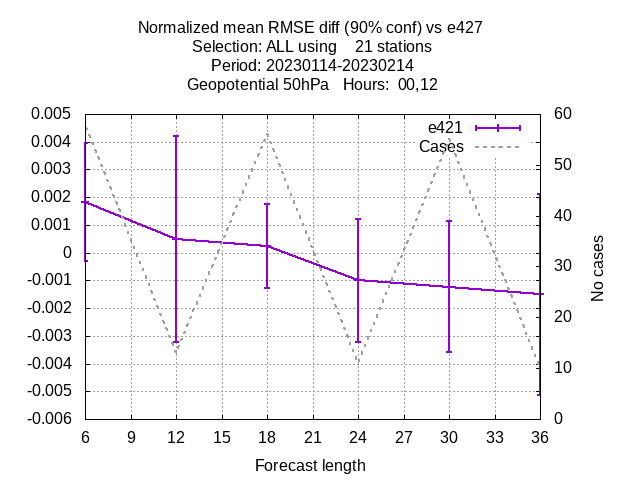 Normalized mean RMSE diff (90% conf) vs e427
Selection: ALL using    21 stations
Period: 20230114-20230214
Geopotential 50hPa   Hours:  00,12
e421
Cases
0.005
0.004
0.003
0.002
0.001
0
-0.001
-0.002
-0.003
-0.004
-0.005
-0.006
60
50
40
30
20
10
0
No cases
6 9 12 15 18 21 24 27 30 33 36
Forecast length